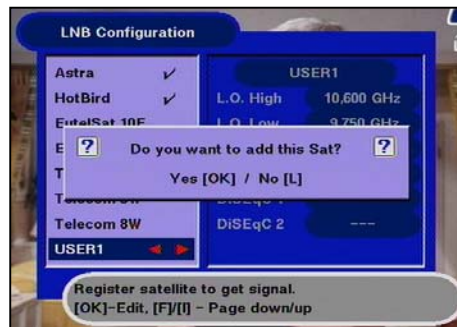 LNB Configuration
Astra ✓
HotBird ✓
EutelSat 10E
E
T
Telecom 8W
USER1
USER1
L.O. High 10,600 GHz
L.O. Low 9,750 GHz
DiSEqC 1
DiSEqC 2 ---
Do you want to add this Sat?
Yes [OK] / No [L]
Register satellite to get signal.
[OK]-Edit, [F]/[I] - Page down/up